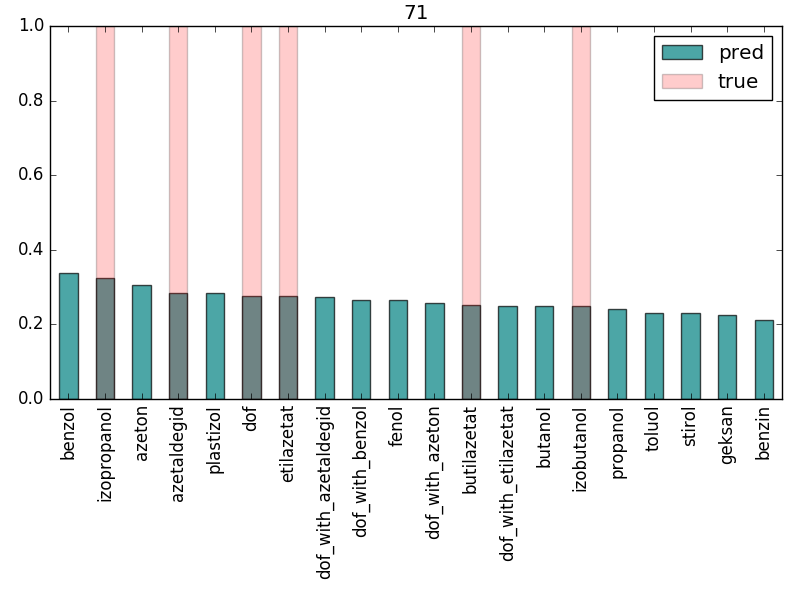 71
1.0
0.8
0.6
0.4
0.2
0.0
pred
true
benzol
izopropanol
azeton
azetaldegid
plastizol
dof
etilazetat
dof_with_azetaldegid
dof_with_benzol
fenol
dof_with_azeton
butilazetat
dof_with_etilazetat
butanol
izobutanol
propanol
toluol
stirol
geksan
benzin